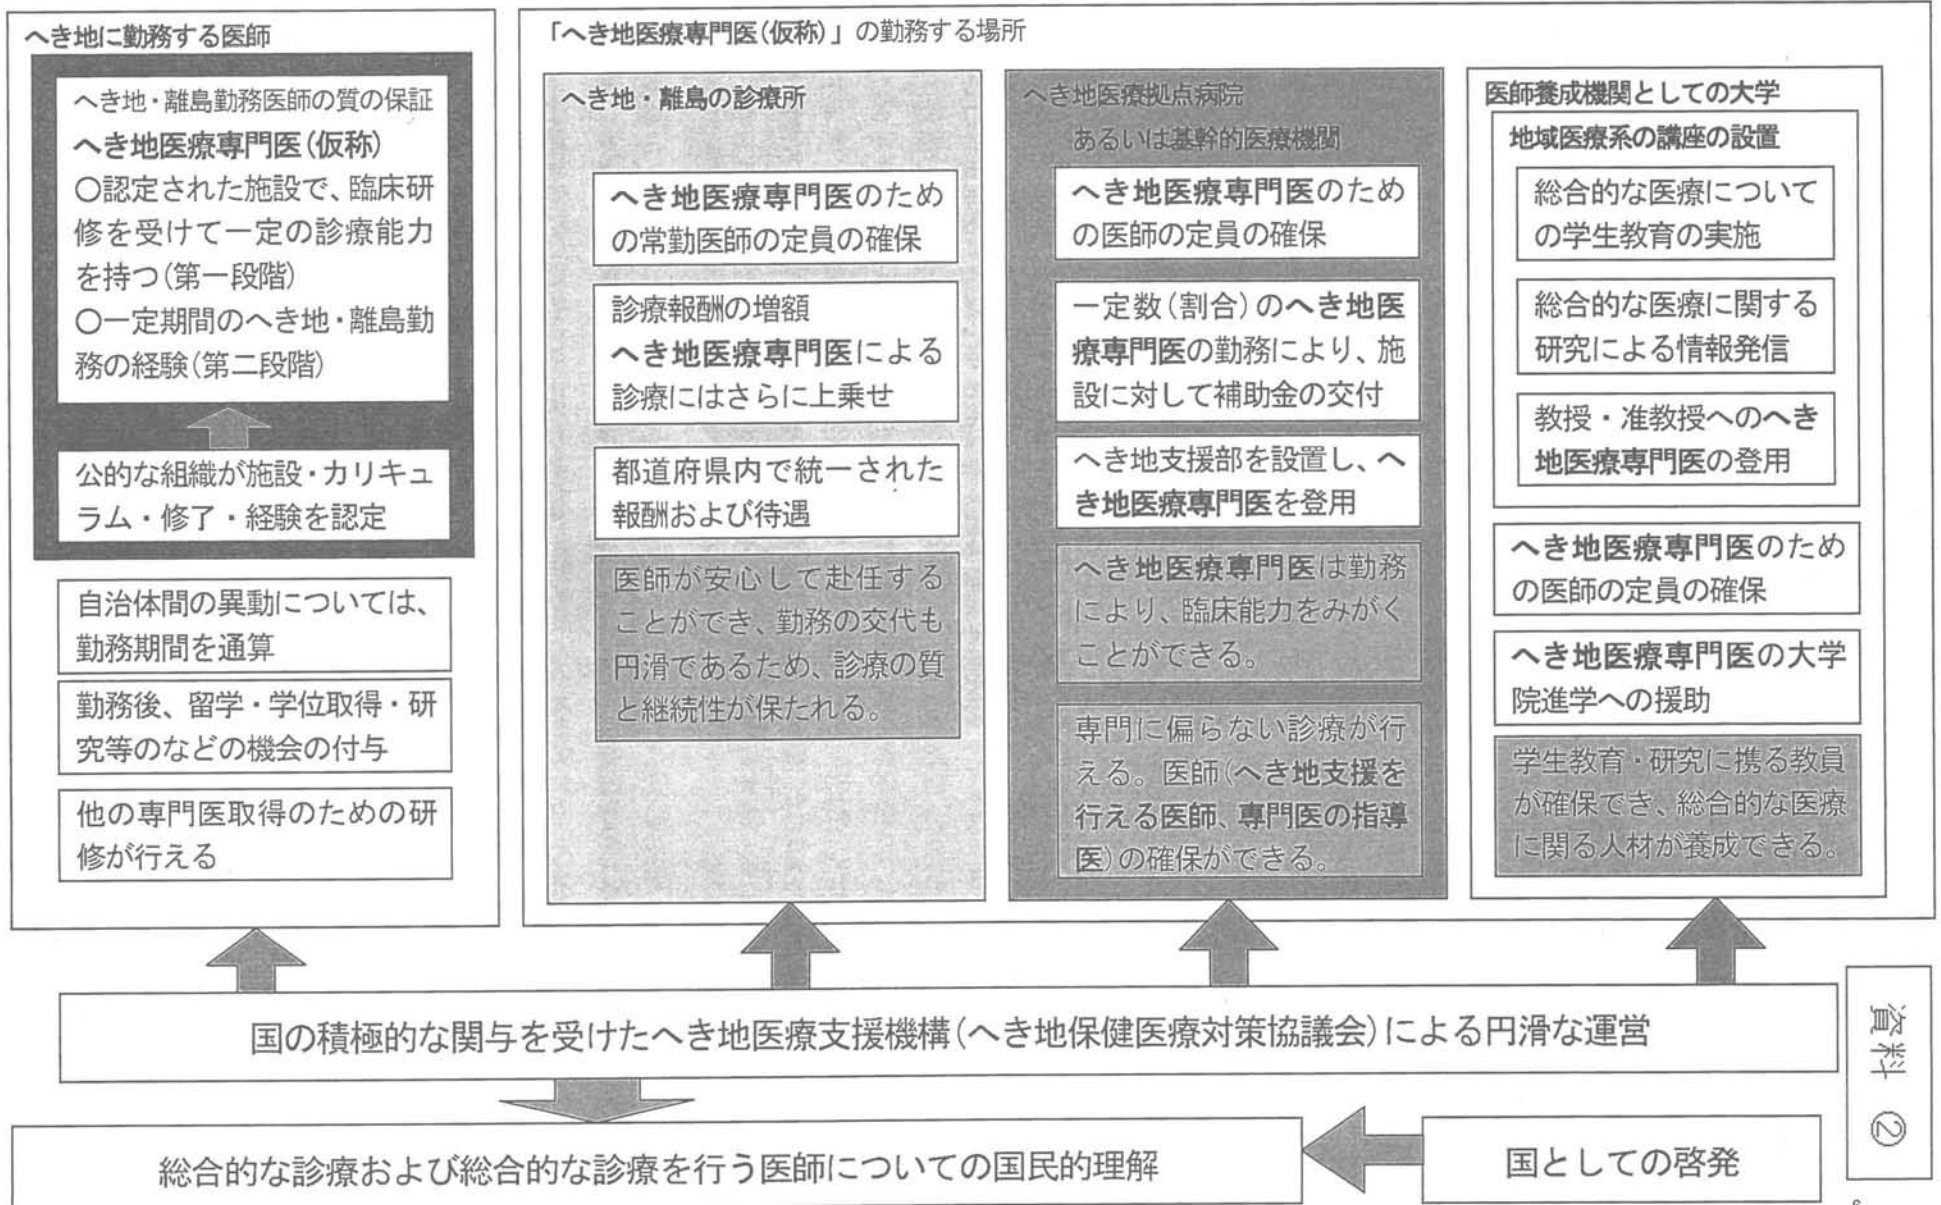 へき地に勤務する医師
へき地・離島勤務医師の質の保証
へき地医療専門医(仮称)
○認定された施設で、臨床研
修を受けて一定の診療能力
を持つ(第一段階)
○一定期間のへき地・離島勤
務の経験(第二段階)
公的な組織が施設・カリキュ
ラム・修了・経験を認定
自治体間の異動については、
勤務期間を通算
勤務後、留学・学位取得・研
究等のなどの機会の付与
他の専門医取得のための研
修が行える
「へき地医療専門医(仮称)」の勤務する場所
へき地・離島の診療所
へき地医療専門医のため
の常勤医師の定員の確保
診療報酬の増額
へき地医療専門医による
診療にはさらに上乗せ
都道府県内で統一された
報酬および待遇
医師が安心して赴任する
ことができ、勤務の交代も
円滑であるため、診療の質
と継続性が保たれる。
へき地医療拠点病院
あるいは基幹的医療機関
へき地医療専門医のため
の医師の定員の確保
一定数(割合)のへき地医
療専門医の勤務により、施
設に対して補助金の交付
へき地支援部を設置し、へ
き地医療専門医を登用
へき地医療専門医は勤務
により、臨床能力をみがく
ことができる。
専門に偏らない診療が行
える。医師(へき地支援を
行える医師、専門医の指導
医)の確保ができる。
医師養成機関としての大学
地域医療系の講座の設置
総合的な医療について
の学生教育の実施
総合的な医療に関する
研究による情報発信
教授・准教授へのへき
地医療専門医の登用
へき地医療専門医のため
の医師の定員の確保
へき地医療専門医の大学
院進学への援助
学生教育・研究に携る教員
が確保でき、総合的な医療
に関る人材が養成できる。
国の積極的な関与を受けたへき地医療支援機構(へき地保健医療対策協議会)による円滑な運営
資料 ②
総合的な診療および総合的な診療を行う医師についての国民的理解
国としての啓発